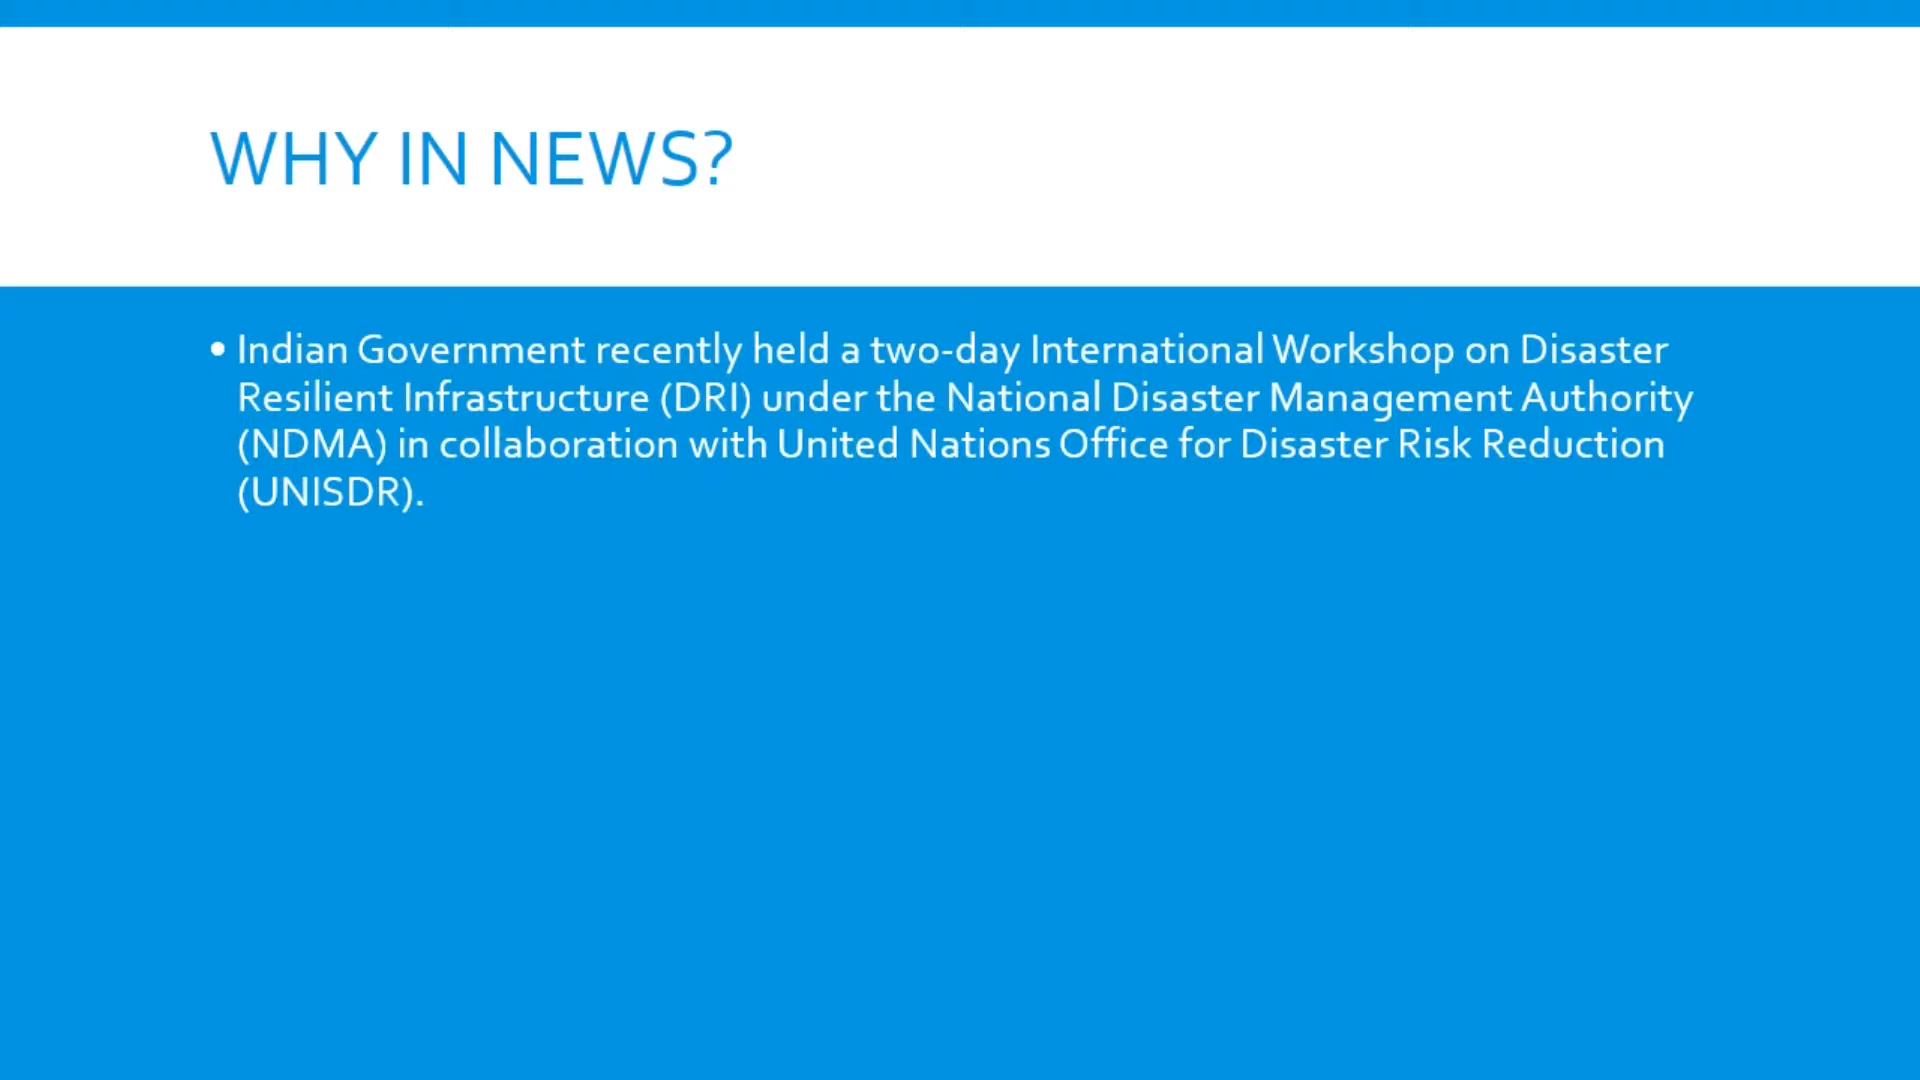 WHY IN NEWS?
• Indian Government recently held a two-day International Workshop on Disaster
Resilient Infrastructure (DRI) under the National Disaster Management Authority
(NDMA) in collaboration with United Nations Office for Disaster Risk Reduction
(UNISDR).